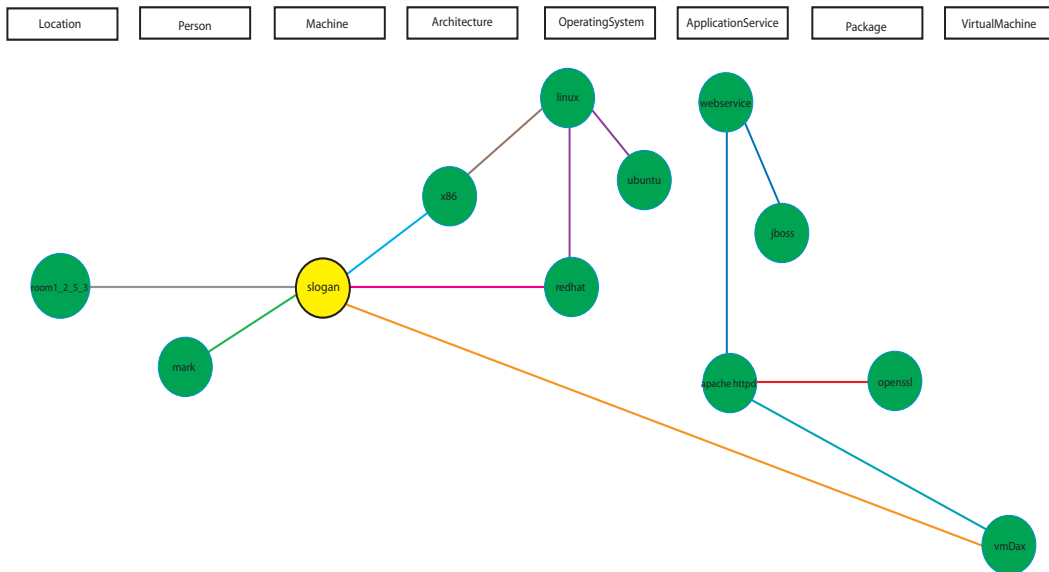 Location
Person
Machine
Architecture
OperatingSystem
ApplicationService
Package
VirtualMachine
linux
webservice
ubuntu
x86
jboss
room1_2_5_3
slogan
redhat
mark
apache httpd
openssl
vmDax